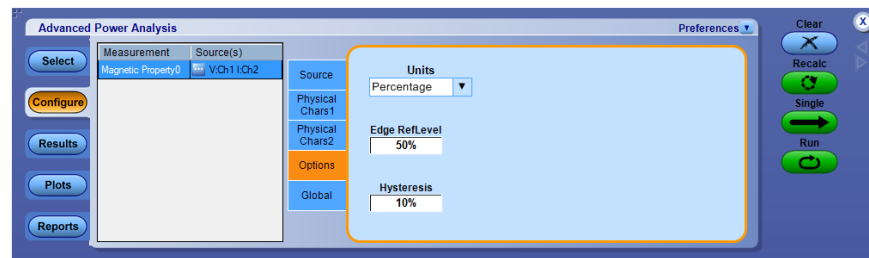 Advanced Power Analysis
Preferences
Clear
X
Select
Measurement Source(s)
Magnetic Property0 V:Ch1 I:Ch2
Source
Units
Percentage
Recalc
Configure
Physical
Chars1
Single
Results
Physical
Chars2
Edge RefLevel
50%
Run
Options
Plots
Global
Hysteresis
10%
Reports